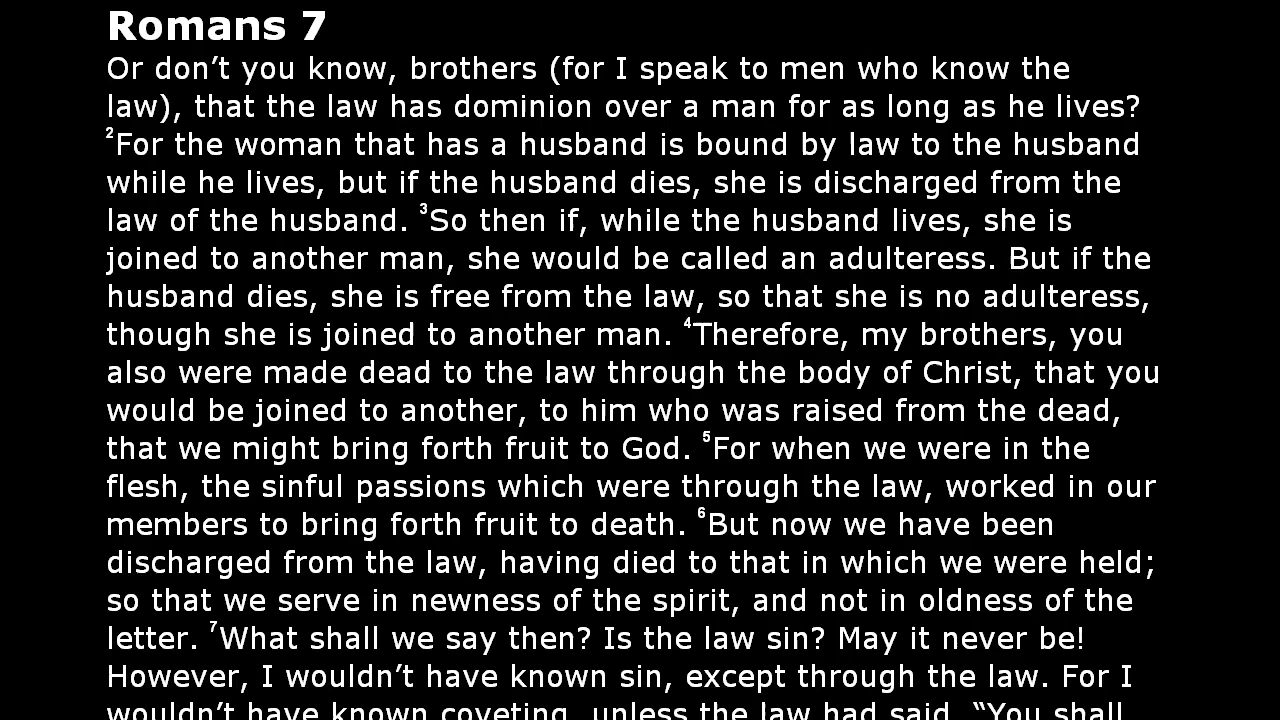 Romans 7
Or don’t you know, brothers (for I speak to men who know the
law), that the law has dominion over a man for as long as he lives?
²For the woman that has a husband is bound by law to the husband
while he lives, but if the husband dies, she is discharged from the
law of the husband. ³So then if, while the husband lives, she is
joined to another man, she would be called an adulteress. But if the
husband dies, she is free from the law, so that she is no adulteress,
though she is joined to another man. ⁴Therefore, my brothers, you
also were made dead to the law through the body of Christ, that you
would be joined to another, to him who was raised from the dead,
that we might bring forth fruit to God. ⁵For when we were in the
flesh, the sinful passions which were through the law, worked in our
members to bring forth fruit to death. ⁶But now we have been
discharged from the law, having died to that in which we were held;
so that we serve in newness of the spirit, and not in oldness of the
letter. ⁷What shall we say then? Is the law sin? May it never be!
However, I wouldn’t have known sin, except through the law. For I
wouldn’t have known coveting, unless the law had said, “You shall